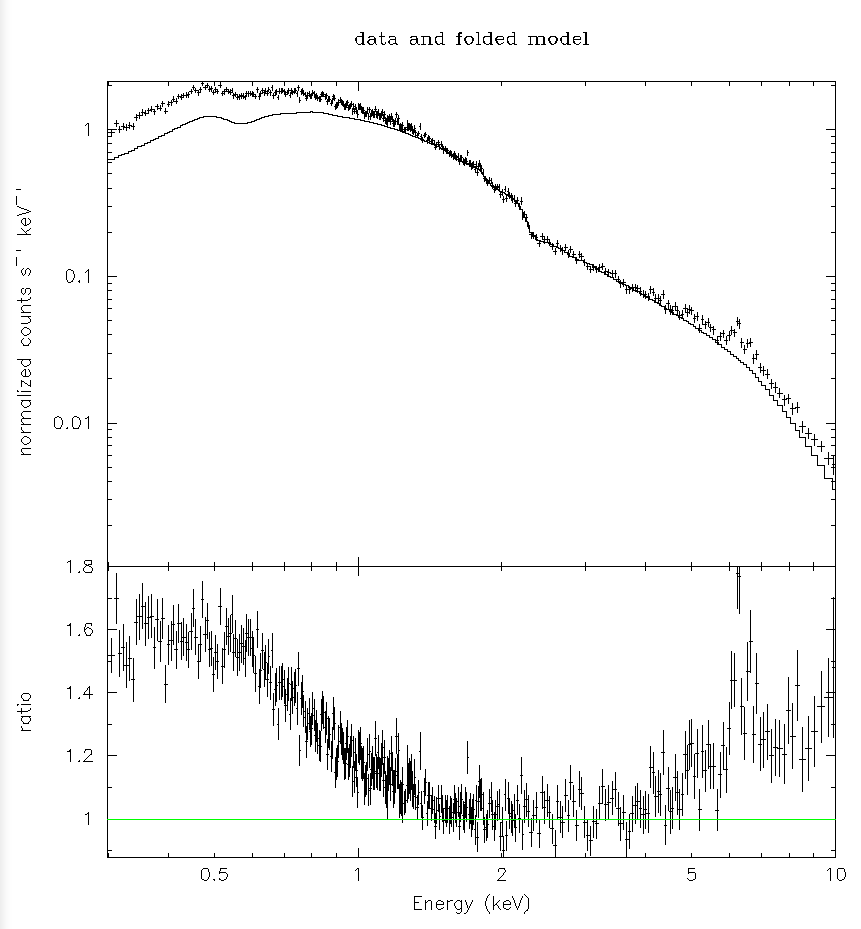 data and folded model
normalized counts s⁻¹ keV⁻¹
1
0.1
0.01
ratio
1.8
1.6
1.4
1.2
1
0.5 1 2 5 10
Energy (keV)